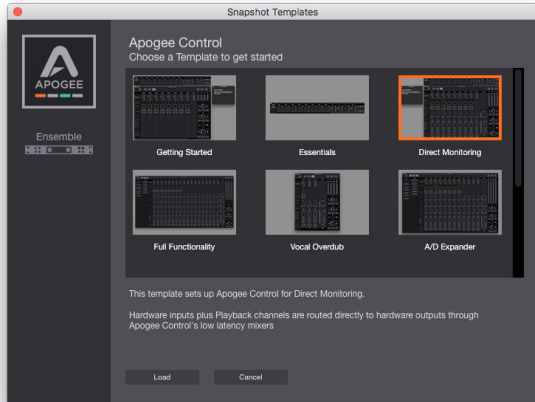 Snapshot Templates
APOGEE
Ensemble
Apogee Control
Choose a Template to get started
Getting Started
Essentials
Direct Monitoring
Full Functionality
Vocal Overdub
A/D Expander
This template sets up Apogee Control for Direct Monitoring.
Hardware inputs plus Playback channels are routed directly to hardware outputs through
Apogee Control's low latency mixers
Load
Cancel